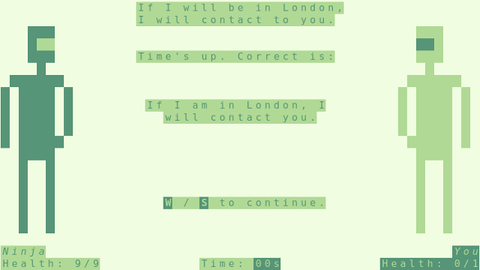 If I will be in London,
I will contact to you.
Time's up. Correct is:
If I am in London, I
will contact you.
W / S to continue.
Ninja
You
Health: 9/9
Time: 00s
Health: 0/1